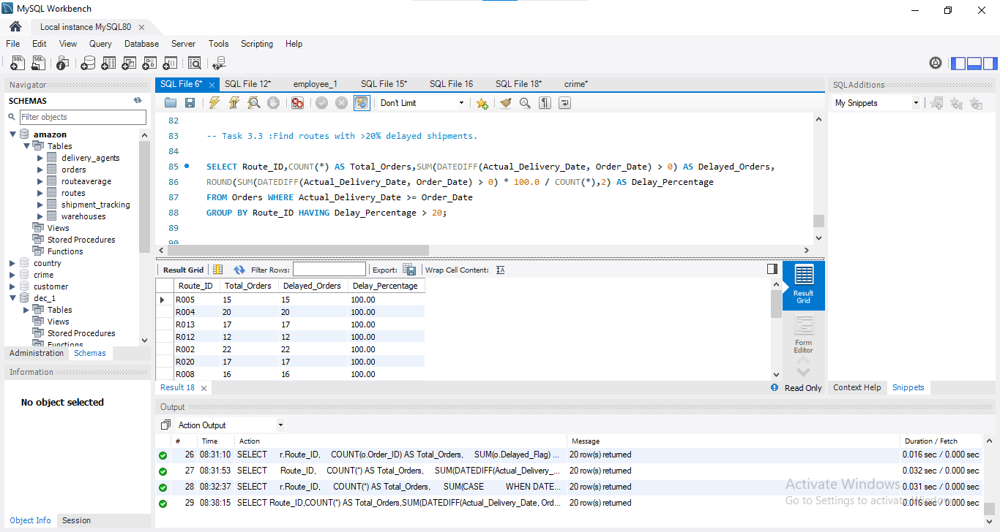 MySQL Workbench
Local instance MySQL80
File Edit View Query Database Server Tools Scripting Help
Navigator
SCHEMAS
Filter objects
amazon
Tables
delivery_agents
orders
routeaverage
routes
shipment_tracking
warehouses
Views
Stored Procedures
Functions
country
crime
customer
dec_1
Tables
Views
Stored Procedures
Functions
Administration Schemas
Information
No object selected
Object Info Session
SQL File 6* SQL File 12* employee_1 SQL File 15* SQL File 16 SQL File 18* crime*
Don't Limit
82
83 -- Task 3.3 :Find routes with >20% delayed shipments.
84
85 SELECT Route_ID,COUNT(*) AS Total_Orders,SUM(DATEDIFF(Actual_Delivery_Date, Order_Date) > 0) AS Delayed_Orders,
86 ROUND(SUM(DATEDIFF(Actual_Delivery_Date, Order_Date) > 0) * 100.0 / COUNT(*),2) AS Delay_Percentage
87 FROM Orders WHERE Actual_Delivery_Date >= Order_Date
88 GROUP BY Route_ID HAVING Delay_Percentage > 20;
89
90
Result Grid Filter Rows: Export: Wrap Cell Content:
Route_ID Total_Orders Delayed_Orders Delay_Percentage
R005 15 15 100.00
R004 20 20 100.00
R013 17 17 100.00
R012 12 12 100.00
R002 22 22 100.00
R020 17 17 100.00
R008 16 16 100.00
Result Grid
Form Editor
Result 18
Read Only
SQLAdditions
My Snippets
Context Help Snippets
Output
Action Output
# Time Action Message Duration / Fetch
26 08:31:10 SELECT r.Route_ID, COUNT(o.Order_ID) AS Total_Orders, SUM(o.Delayed_Flag) ... 20 row(s) returned 0.016 sec / 0.000 sec
27 08:31:53 SELECT Route_ID, COUNT(*) AS Total_Orders, SUM(DATEDIFF(Actual_Delivery_... 20 row(s) returned 0.032 sec / 0.000 sec
28 08:32:37 SELECT r.Route_ID, COUNT(*) AS Total_Orders, SUM(CASE WHEN DATE... 20 row(s) returned 0.031 sec / 0.000 sec
29 08:38:15 SELECT Route_ID,COUNT(*) AS Total_Orders,SUM(DATEDIFF(Actual_Delivery_Date, Ord... 20 row(s) returned 0.016 sec / 0.000 sec
Activate Windows
Go to Settings to activate Windows.